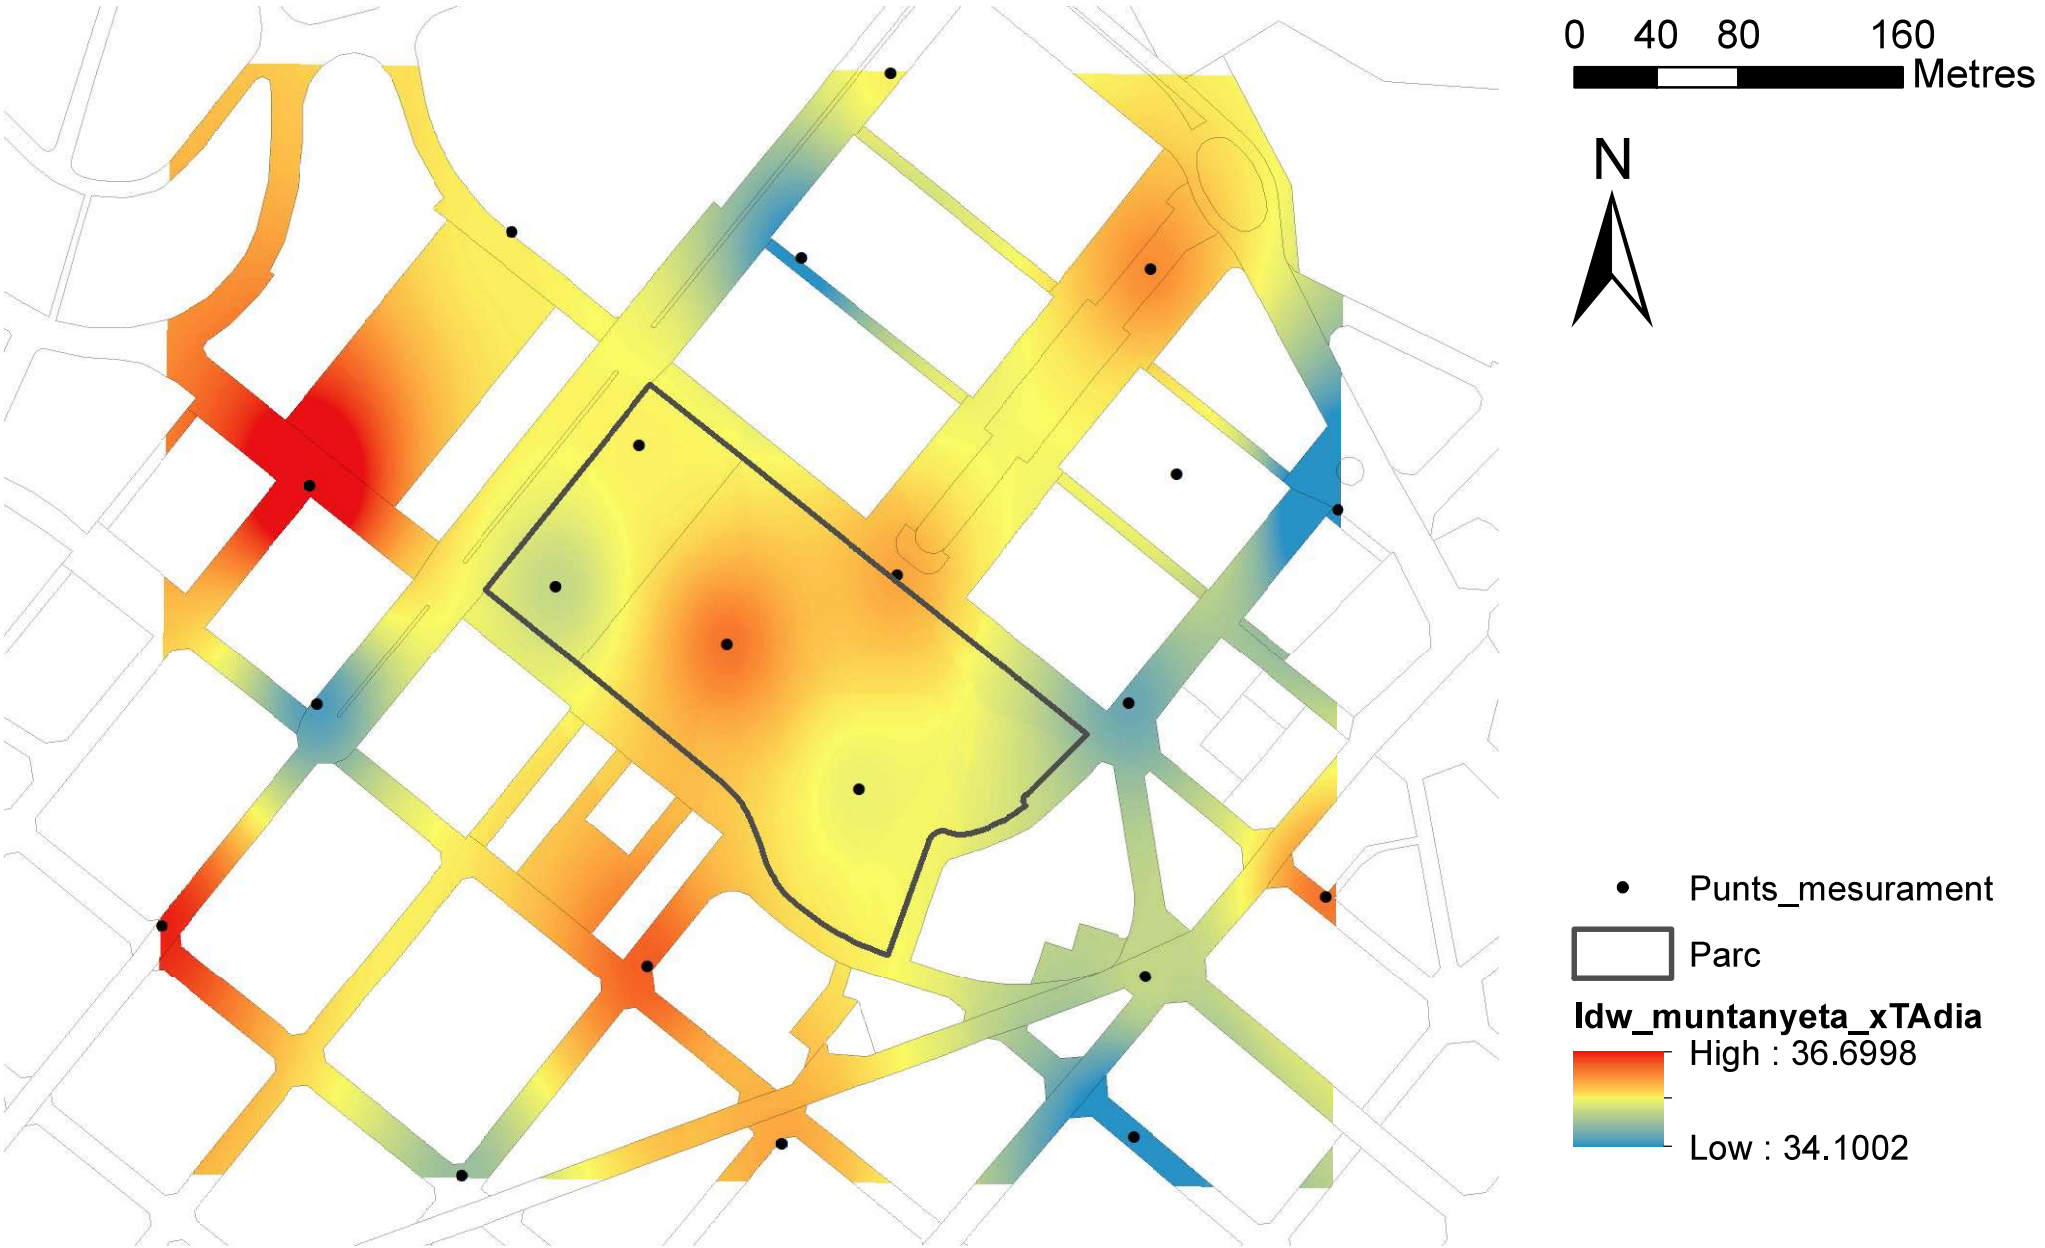 0 40 80 160
Metres
N
Punts_mesurament
Parc
Idw_muntanyeta_xTAdia
High : 36.6998
Low : 34.1002